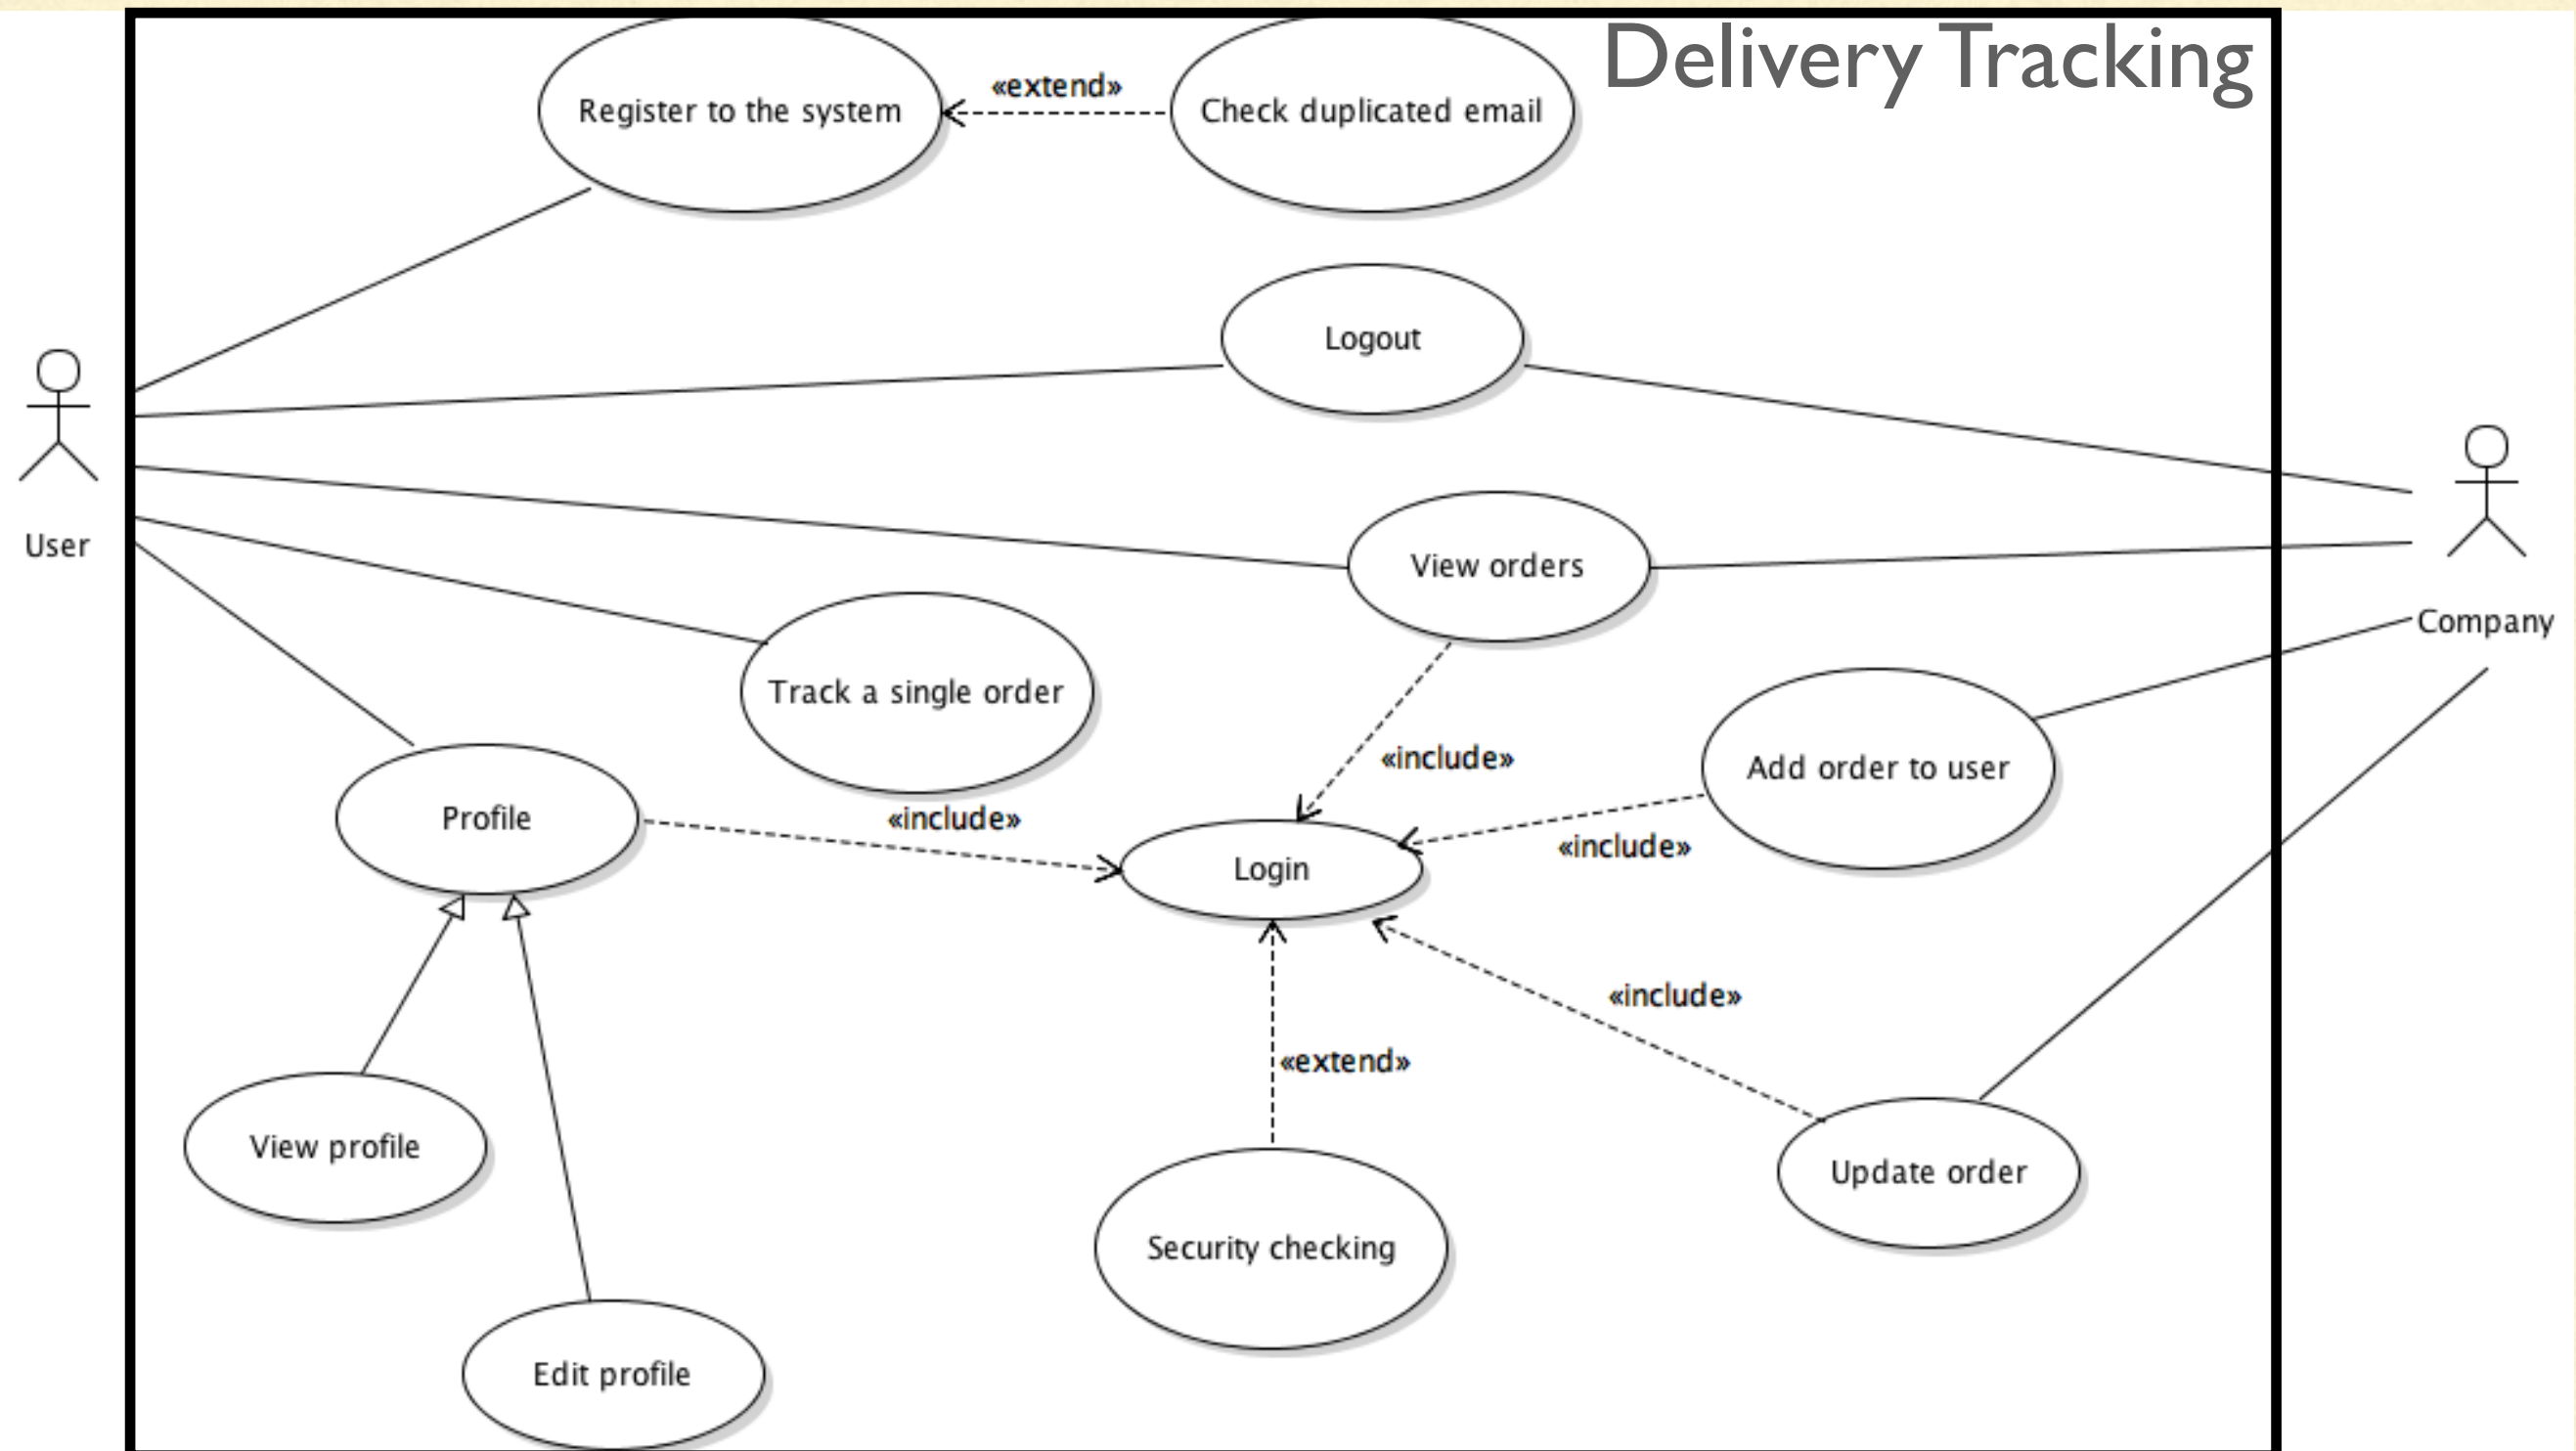 Delivery Tracking
«extend»
Register to the system
Check duplicated email
Logout
User
View orders
Company
Track a single order
«include»
Add order to user
Profile
«include»
«include»
Login
«include»
«extend»
View profile
Update order
Security checking
Edit profile